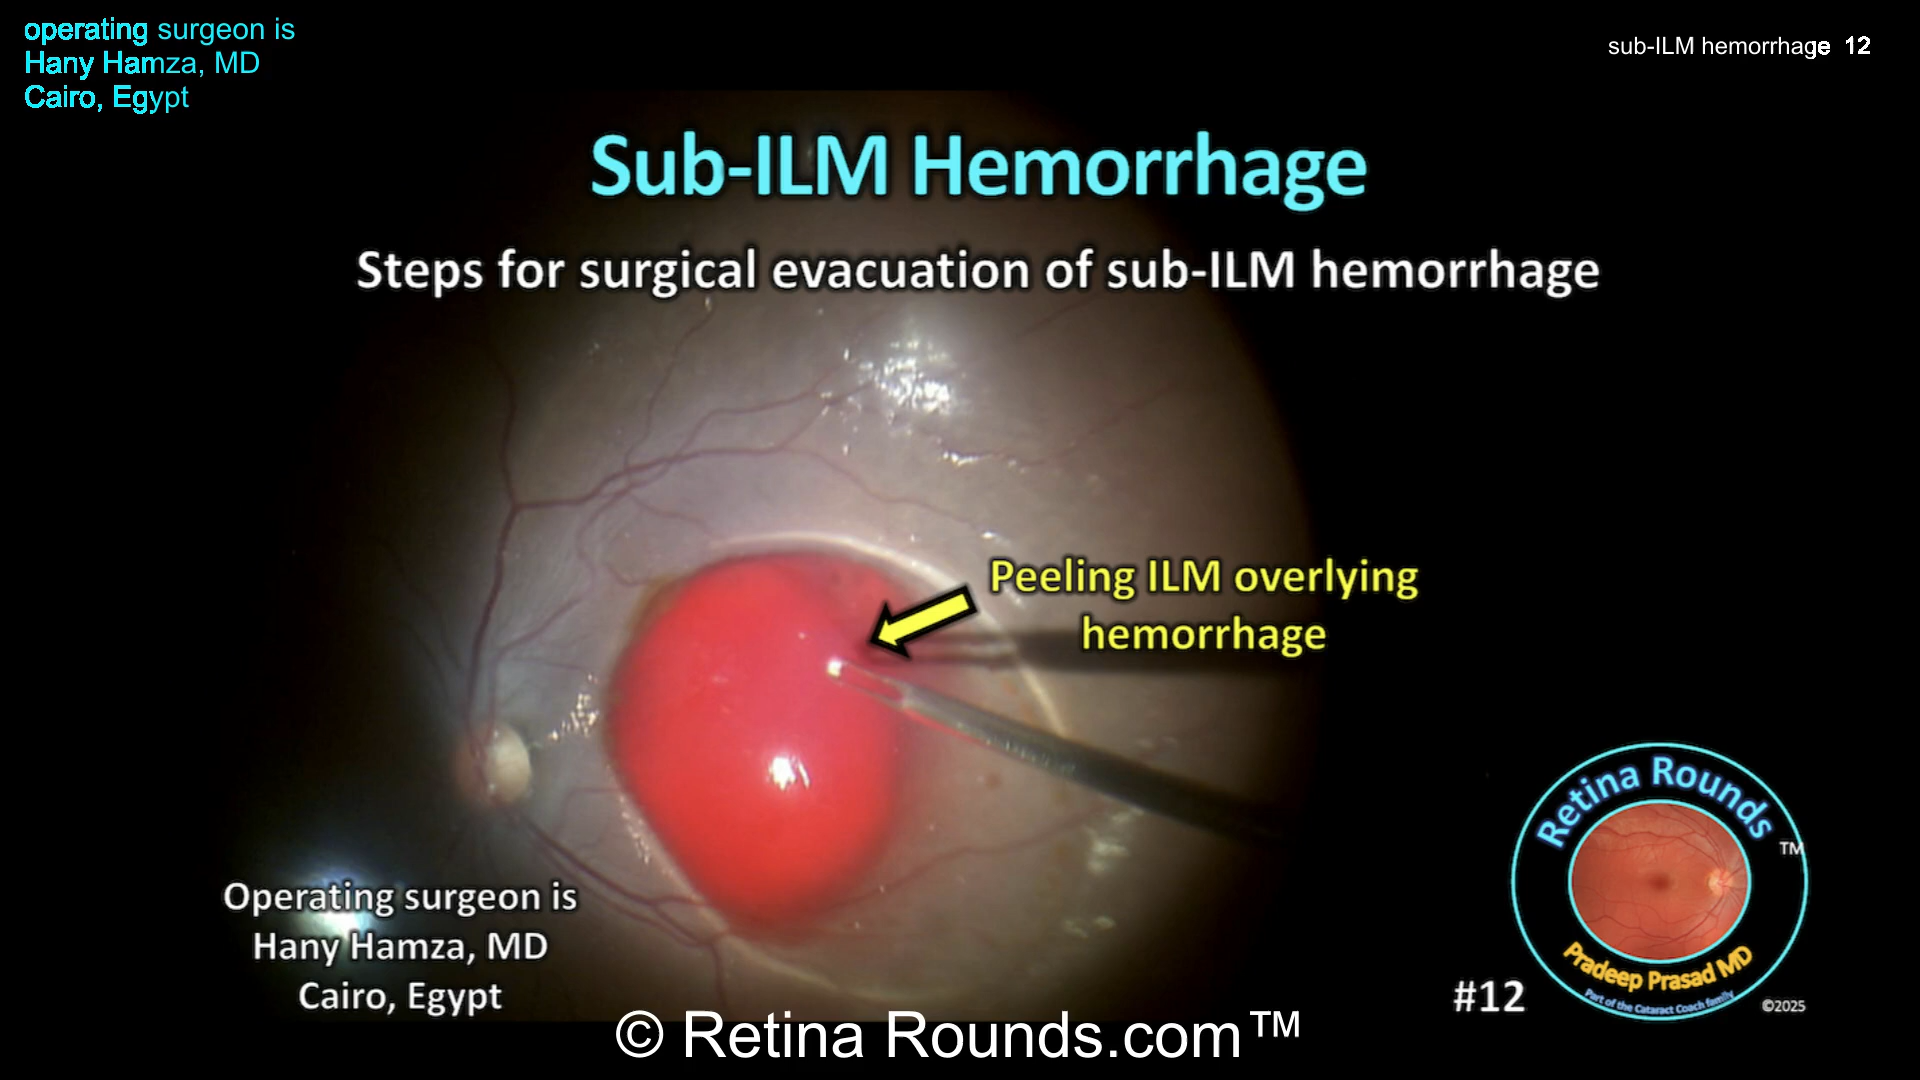 operating surgeon is
Hany Hamza, MD
Cairo, Egypt
sub-ILM hemorrhage 12
Sub-ILM Hemorrhage
Steps for surgical evacuation of sub-ILM hemorrhage
Peeling ILM overlying
hemorrhage
Operating surgeon is
Hany Hamza, MD
Cairo, Egypt
Retina Rounds
TM
Pradeep Prasad MD
Part of the Cataract Coach family
#12
©2025
© Retina Rounds.com™